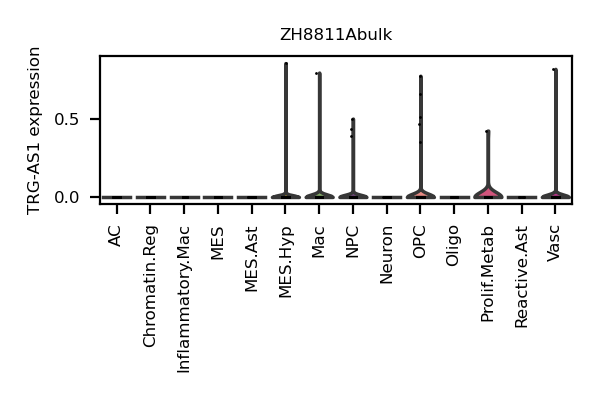 ZH8811Abulk
TRG-AS1 expression
0.5
0.0
AC
Chromatin.Reg
Inflammatory.Mac
MES
MES.Ast
MES.Hyp
Mac
NPC
Neuron
OPC
Oligo
Prolif.Metab
Reactive.Ast
Vasc